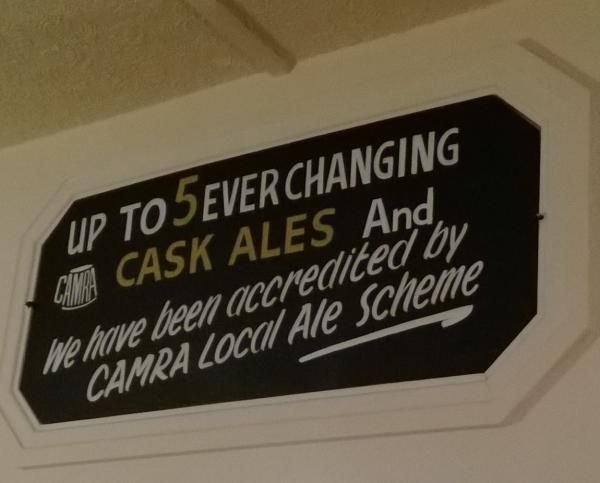 UP TO 5 EVER CHANGING
CAMRA CASK ALES And
We have been accredited by
CAMRA Local Ale Scheme